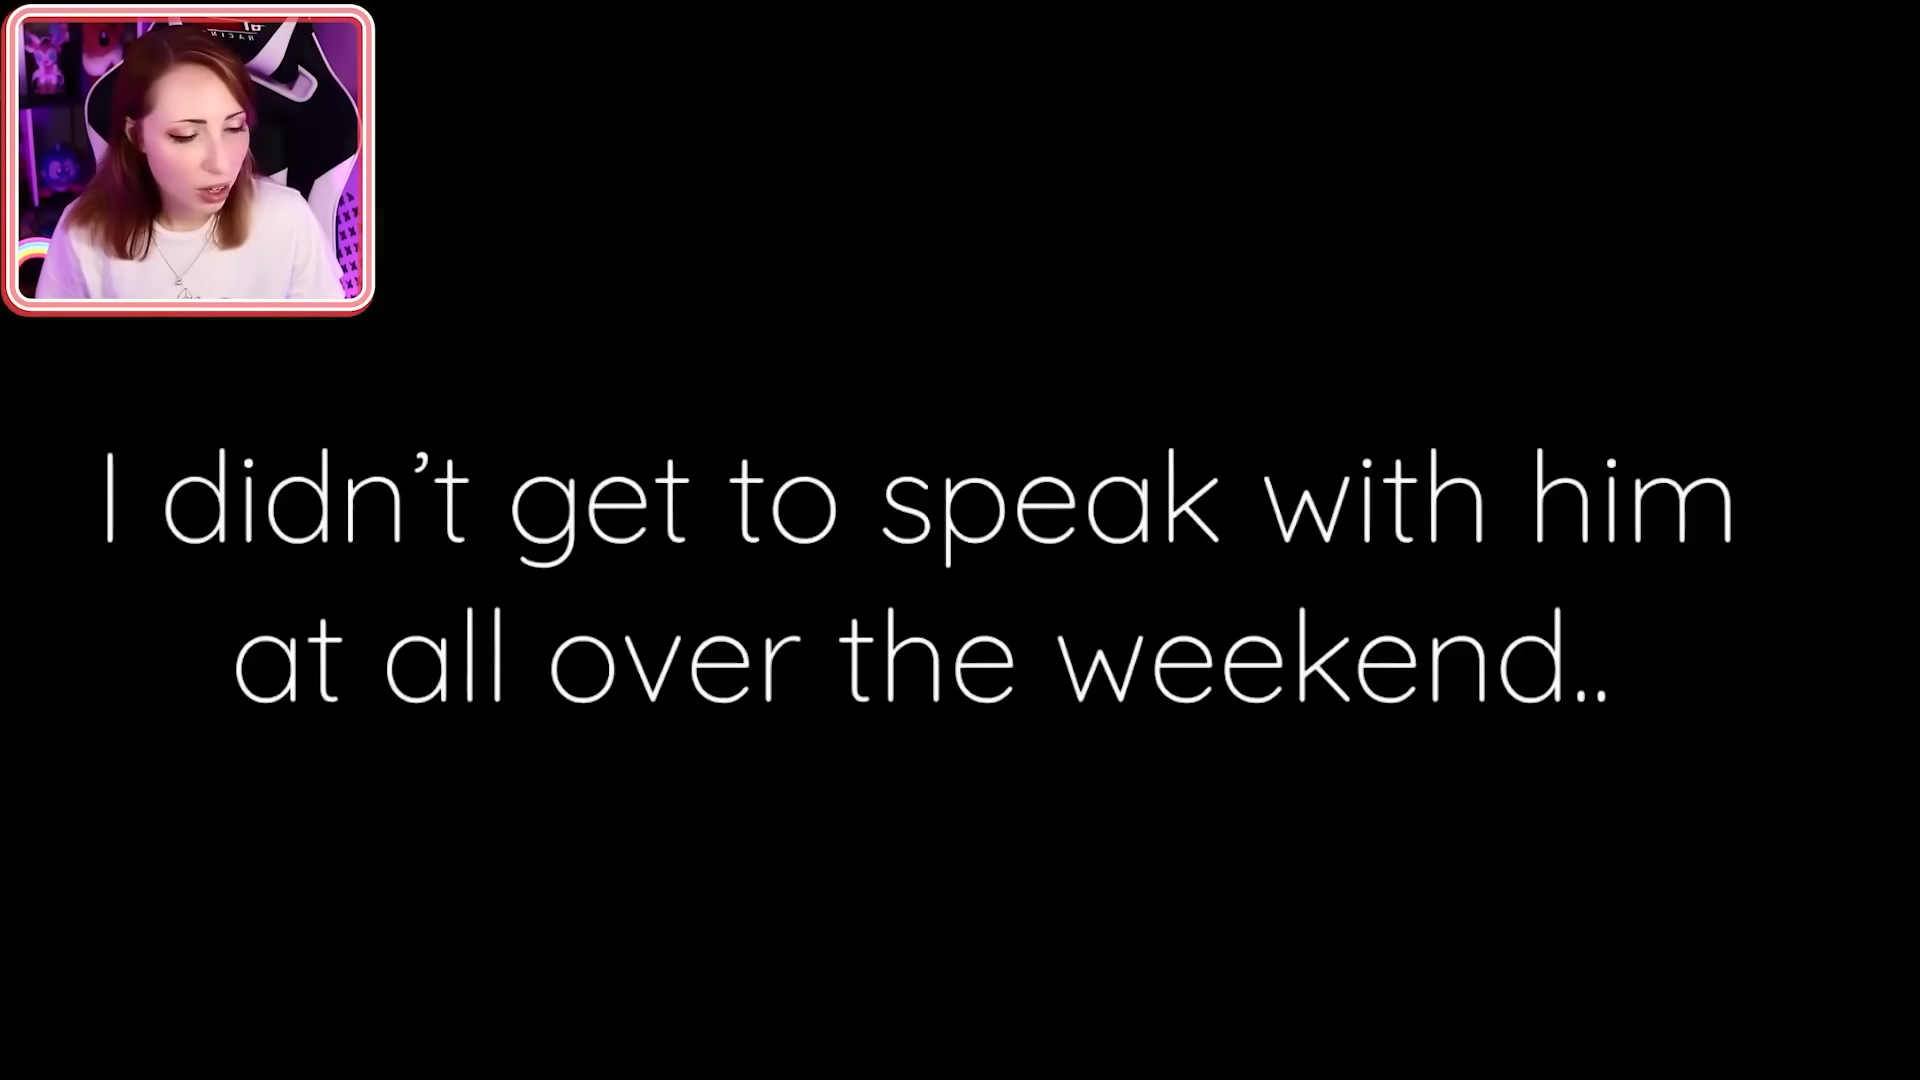 I didn’t get to speak with him
at all over the weekend..